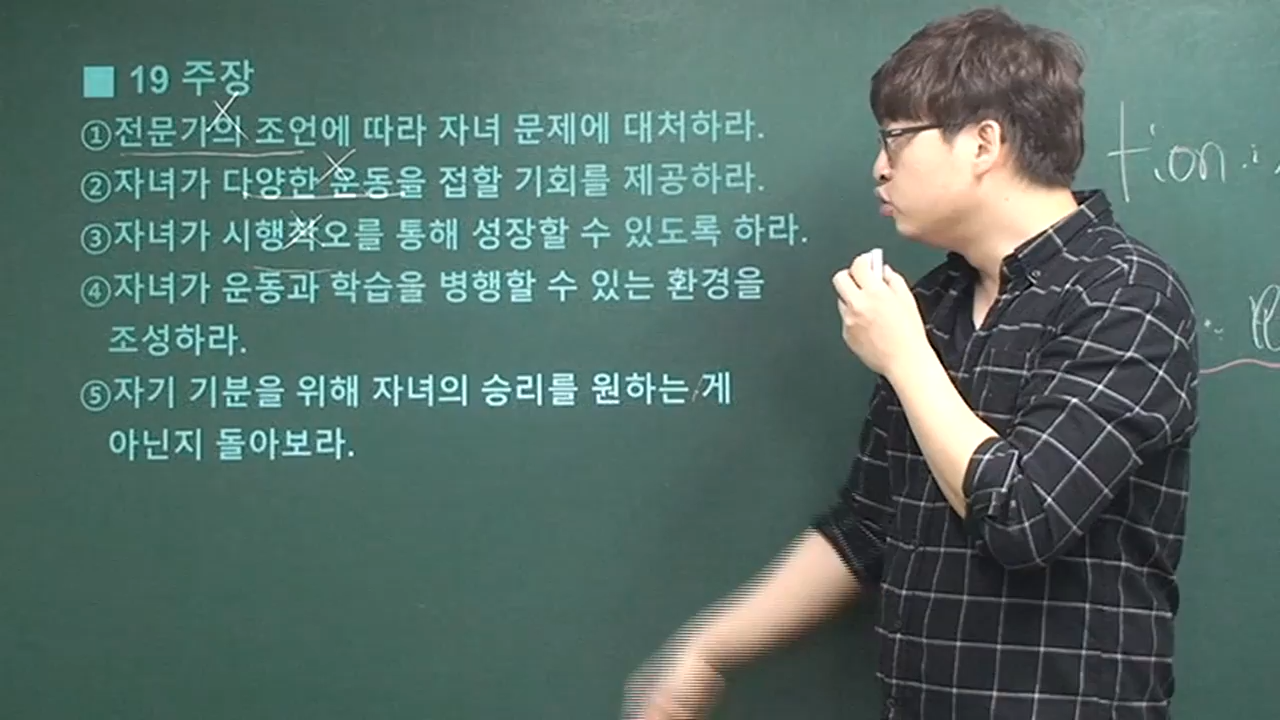 ■ 19 주장
①전문가의 조언에 따라 자녀 문제에 대처하라.
②자녀가 다양한 운동을 접할 기회를 제공하라.
③자녀가 시행착오를 통해 성장할 수 있도록 하라.
④자녀가 운동과 학습을 병행할 수 있는 환경을
조성하라.
⑤자기 기분을 위해 자녀의 승리를 원하는 게
아닌지 돌아보라.
tion